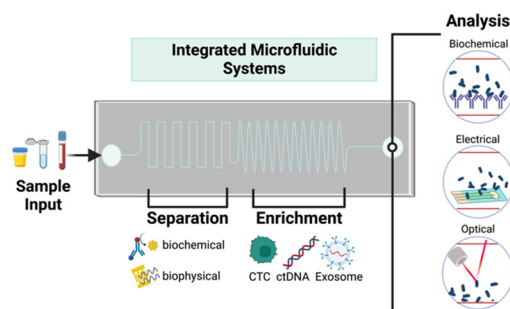 Integrated Microfluidic
Systems
Analysis
Biochemical
Electrical
Optical
Sample
Input
Separation
biochemical
biophysical
Enrichment
CTC
ctDNA
Exosome